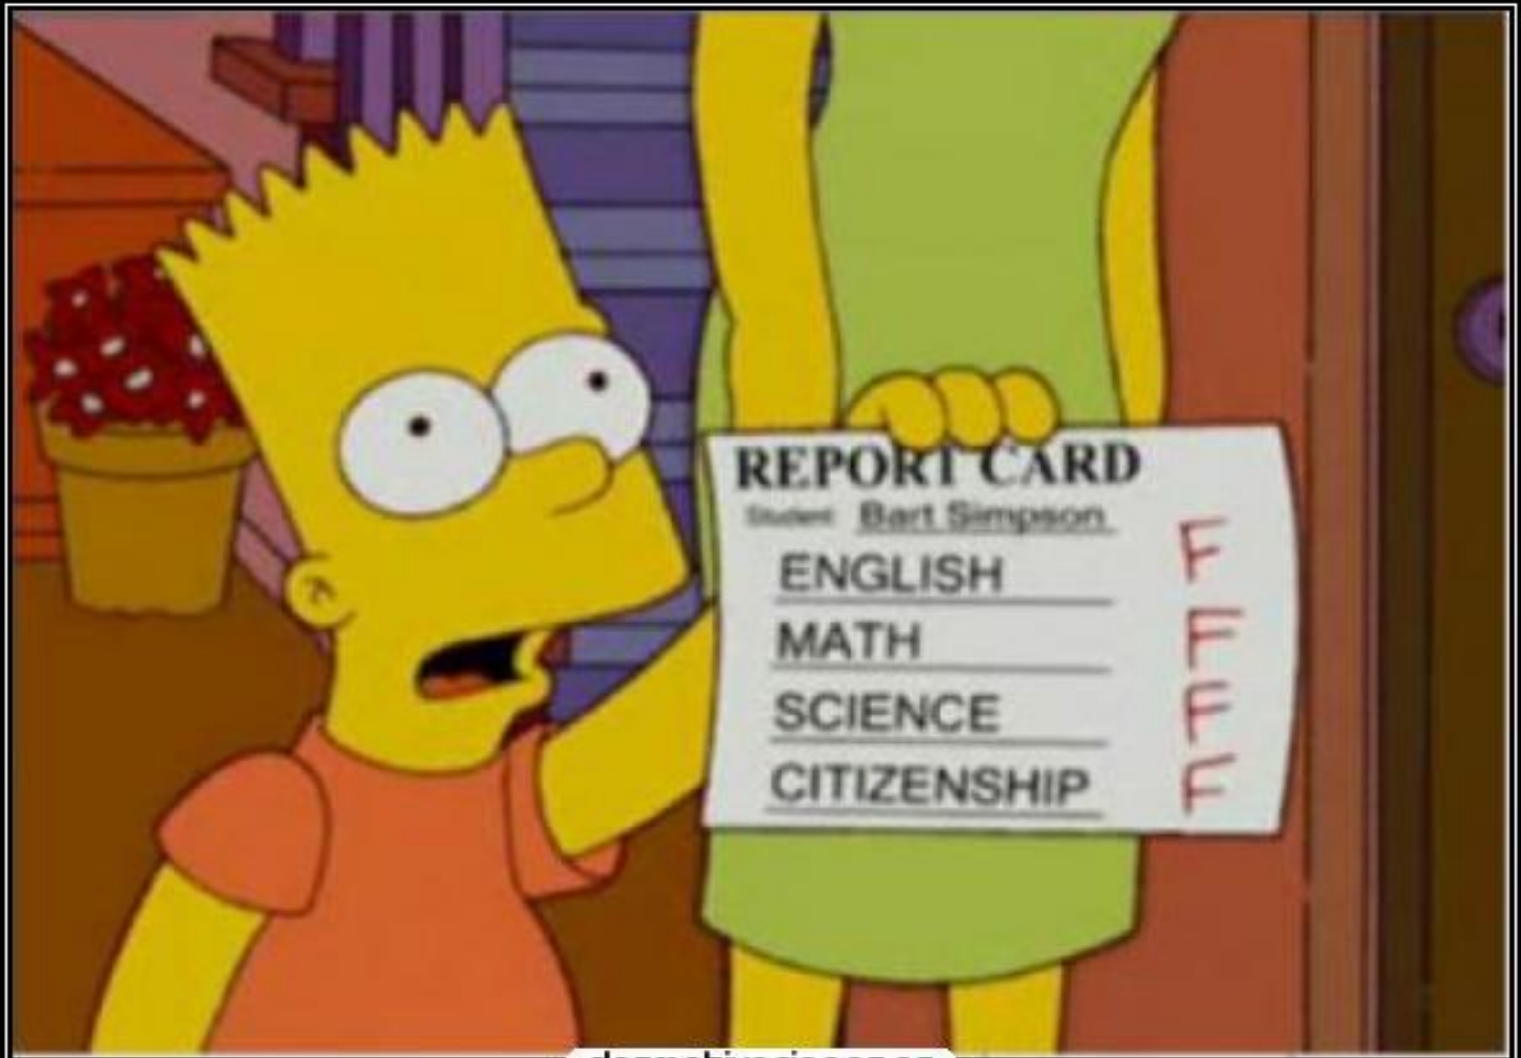 REPORT CARD
Student: Bart Simpson
ENGLISH F
MATH F
SCIENCE F
CITIZENSHIP F